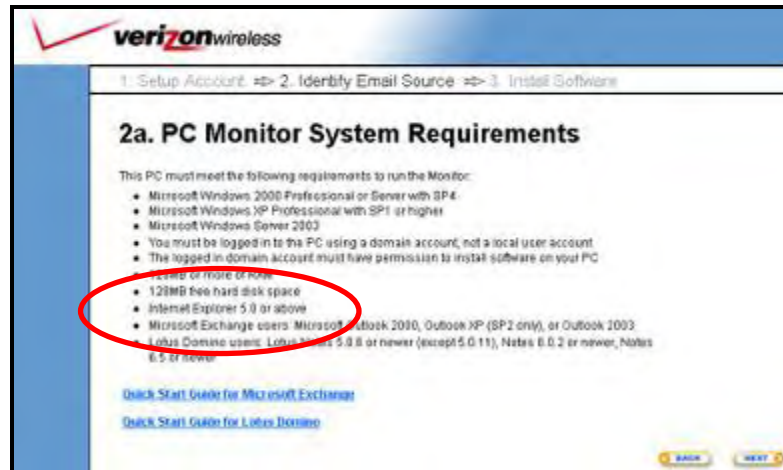 verizonwireless
1. Setup Account => 2. Identify Email Source => 3. Install Software
2a. PC Monitor System Requirements
This PC must meet the following requirements to run the Monitor:
• Microsoft Windows 2000 Professional or Server with SP4
• Microsoft Windows XP Professional with SP1 or higher
• Microsoft Windows Server 2003
• You must be logged in to the PC using a domain account, not a local user account
• The logged in domain account must have permission to install software on your PC
• 128MB or more of RAM
• 128MB free hard disk space
• Internet Explorer 5.0 or above
• Microsoft Exchange users: Microsoft Outlook 2000, Outlook XP (SP2 only), or Outlook 2003
• Lotus Domino users: Lotus Notes 5.0.8 or newer (except 5.0.11), Notes 6.0.2 or newer, Notes
6.5 or newer
Quick Start Guide for Microsoft Exchange
Quick Start Guide for Lotus Domino
BACK NEXT